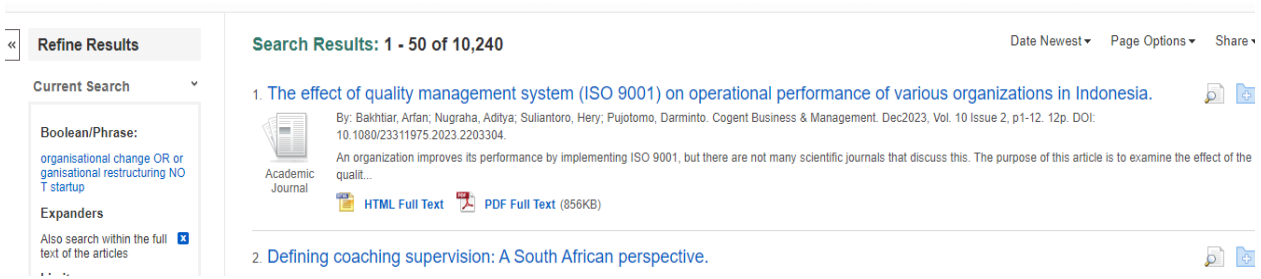 «
Refine Results
Current Search
Boolean/Phrase:
organisational change OR or
ganisational restructuring NO
T startup
Expanders
Also search within the full
text of the articles
x
Search Results: 1 - 50 of 10,240
Date Newest Page Options Share
1. The effect of quality management system (ISO 9001) on operational performance of various organizations in Indonesia.
By: Bakhtiar, Arfan; Nugraha, Aditya; Suliantoro, Hery; Pujotomo, Darminto. Cogent Business & Management. Dec2023, Vol. 10 Issue 2, p1-12. 12p. DOI:
10.1080/23311975.2023.2203304.
An organization improves its performance by implementing ISO 9001, but there are not many scientific journals that discuss this. The purpose of this article is to examine the effect of the
qualit...
Academic
Journal
HTML Full Text PDF Full Text (856KB)
2. Defining coaching supervision: A South African perspective.